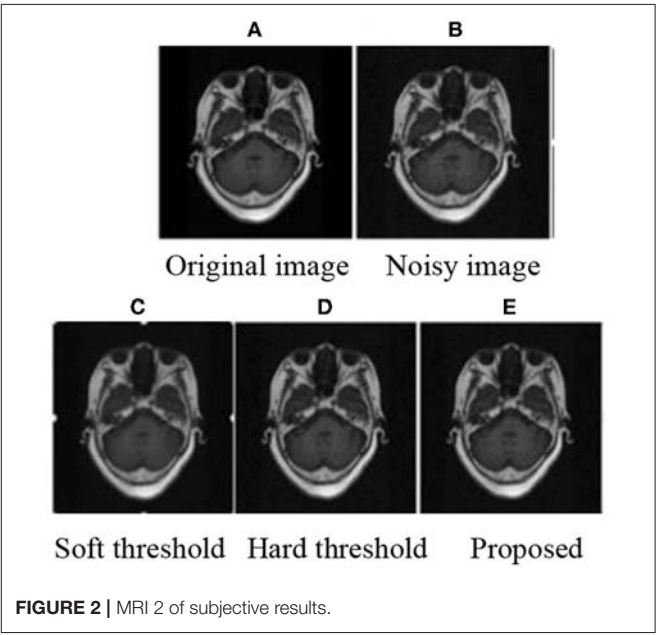 A B
Original image Noisy image
C D E
Soft threshold Hard threshold Proposed
FIGURE 2 | MRI 2 of subjective results.